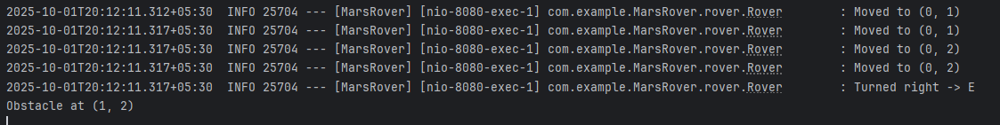 2025-10-01T20:12:11.312+05:30  INFO 25704 --- [MarsRover] [nio-8080-exec-1] com.example.MarsRover.rover.Rover        : Moved to (0, 1)
2025-10-01T20:12:11.317+05:30  INFO 25704 --- [MarsRover] [nio-8080-exec-1] com.example.MarsRover.rover.Rover        : Moved to (0, 1)
2025-10-01T20:12:11.317+05:30  INFO 25704 --- [MarsRover] [nio-8080-exec-1] com.example.MarsRover.rover.Rover        : Moved to (0, 2)
2025-10-01T20:12:11.317+05:30  INFO 25704 --- [MarsRover] [nio-8080-exec-1] com.example.MarsRover.rover.Rover        : Moved to (0, 2)
2025-10-01T20:12:11.317+05:30  INFO 25704 --- [MarsRover] [nio-8080-exec-1] com.example.MarsRover.rover.Rover        : Turned right -> E
Obstacle at (1, 2)